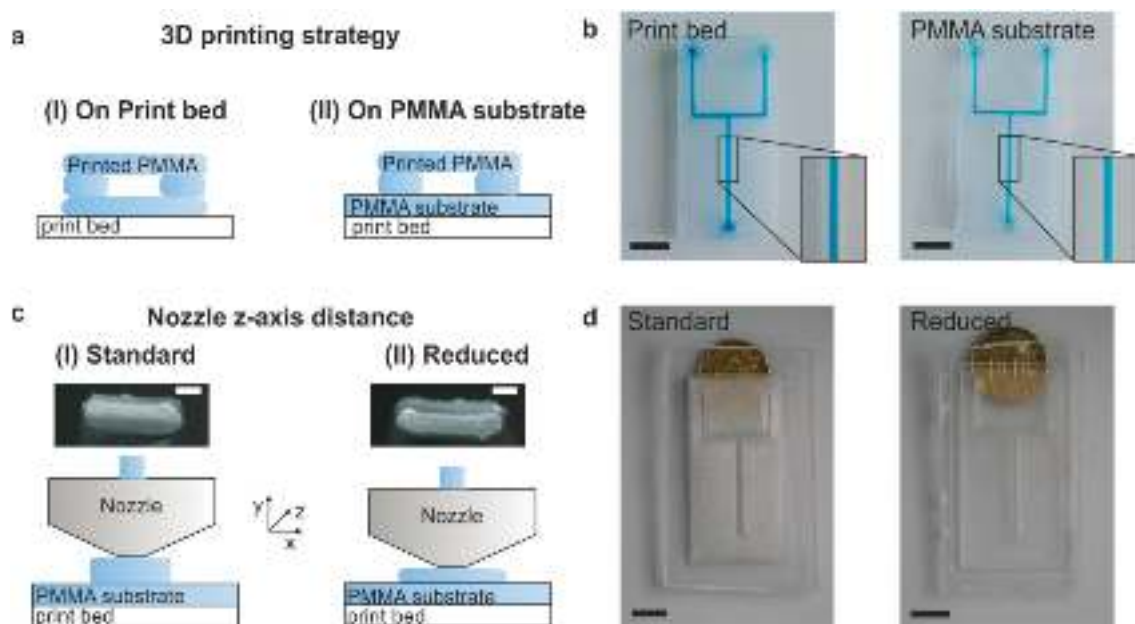 a
3D printing strategy
(I) On Print bed
(II) On PMMA substrate
Printed PMMA
print bed
Printed PMMA
PMMA substrate
print bed
b
Print bed
PMMA substrate
c
Nozzle z-axis distance
(I) Standard
(II) Reduced
Nozzle
PMMA substrate
print bed
y
z
x
Nozzle
PMMA substrate
print bed
d
Standard
Reduced